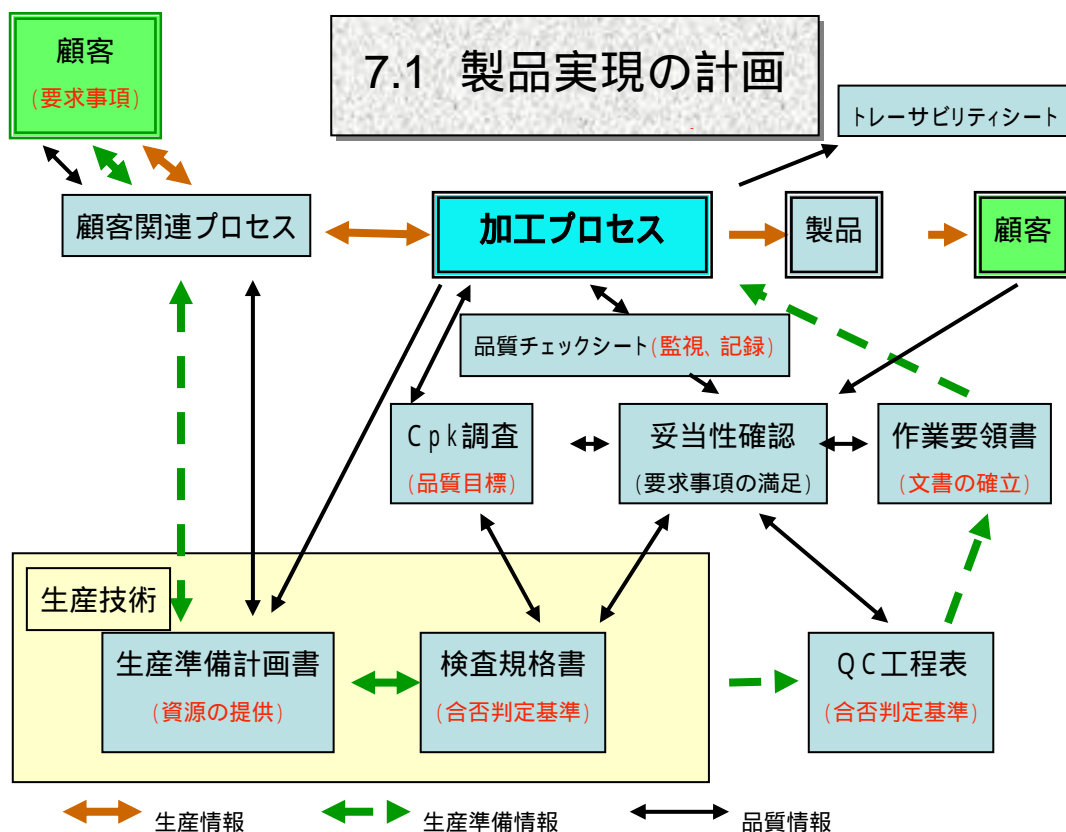 7.1 製品実現の計画
顧客
(要求事項)
トレーサビリティシート
顧客関連プロセス
加工プロセス
製品
顧客
品質チェックシート(監視、記録)
Cpk調査
(品質目標)
妥当性確認
(要求事項の満足)
作業要領書
(文書の確立)
生産技術
生産準備計画書
(資源の提供)
検査規格書
(合否判定基準)
QC工程表
(合否判定基準)
生産情報
生産準備情報
品質情報